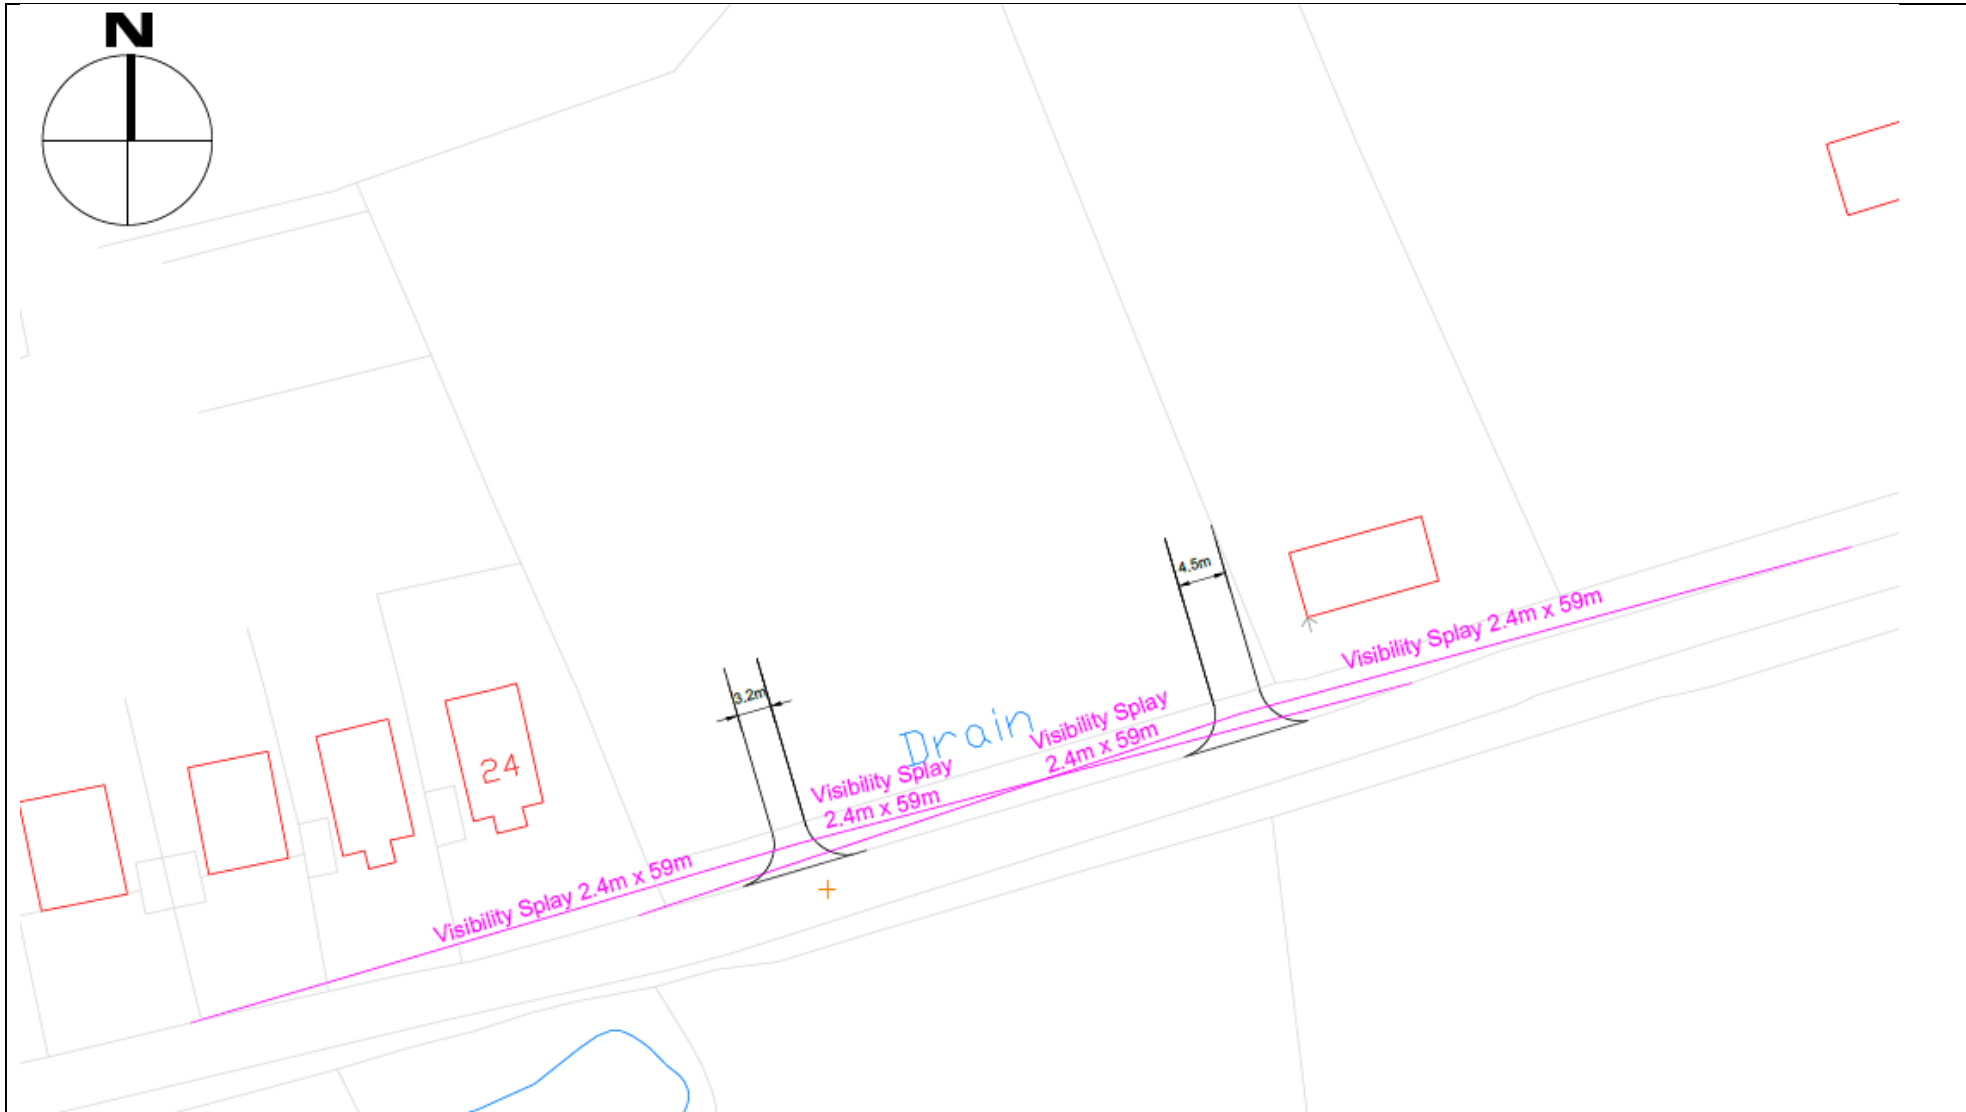 N
4.5m
Visibility Splay 2.4m x 59m
3.2m
Drain
Visibility Splay
2.4m x 59m
Visibility Splay
2.4m x 59m
24
Visibility Splay 2.4m x 59m